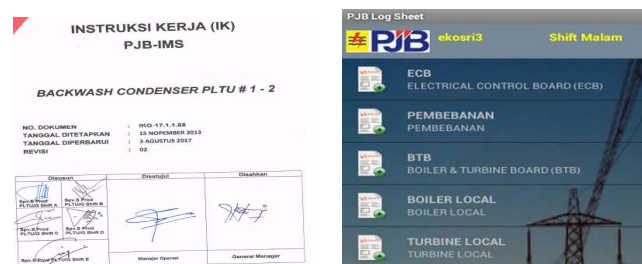 INSTRUKSI KERJA (IK)
PJB-IMS
BACKWASH CONDENSER PLTU # 1 - 2
NO. DOKUMEN : IKG-17.1.1.88
TANGGAL DITETAPKAN : 15 NOPEMBER 2013
TANGGAL DIPERBARUI : 3 AGUSTUS 2017
REVISI : 02
Disusun Disetujui Disahkan
Spv.S Prod Spv.S Prod
PLTU/G Shift A PLTU/G Shift B
Spv.S Prod Spv.S Prod
PLTU/G Shift C PLTU/G Shift D
PLTU/G Shift E Manajer Operasi General Manager
PJB Log Sheet
PJB ekosri3 Shift Malam
ECB
ELECTRICAL CONTROL BOARD (ECB)
PEMBEBANAN
PEMBEBANAN
BTB
BOILER & TURBINE BOARD (BTB)
BOILER LOCAL
BOILER LOCAL
TURBINE LOCAL
TURBINE LOCAL